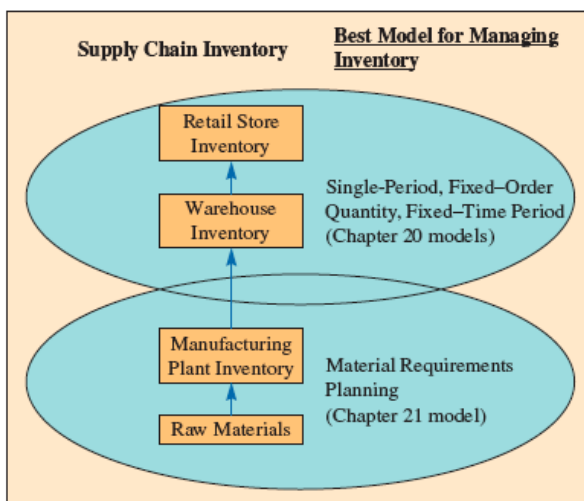 Supply Chain Inventory
Best Model for Managing
Inventory
Retail Store
Inventory
Warehouse
Inventory
Single-Period, Fixed–Order
Quantity, Fixed–Time Period
(Chapter 20 models)
Manufacturing
Plant Inventory
Raw Materials
Material Requirements
Planning
(Chapter 21 model)